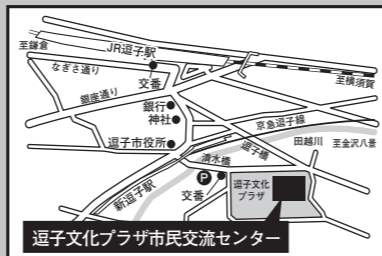 至鎌倉
JR逗子駅
なぎさ通り
交番
至横須賀
銀座通り
銀行
神社
京急逗子線
逗子市役所
逗子橋
田越川
至金沢八景
清水橋
P
新逗子駅
交番
逗子文化
プラザ
逗子文化プラザ市民交流センター